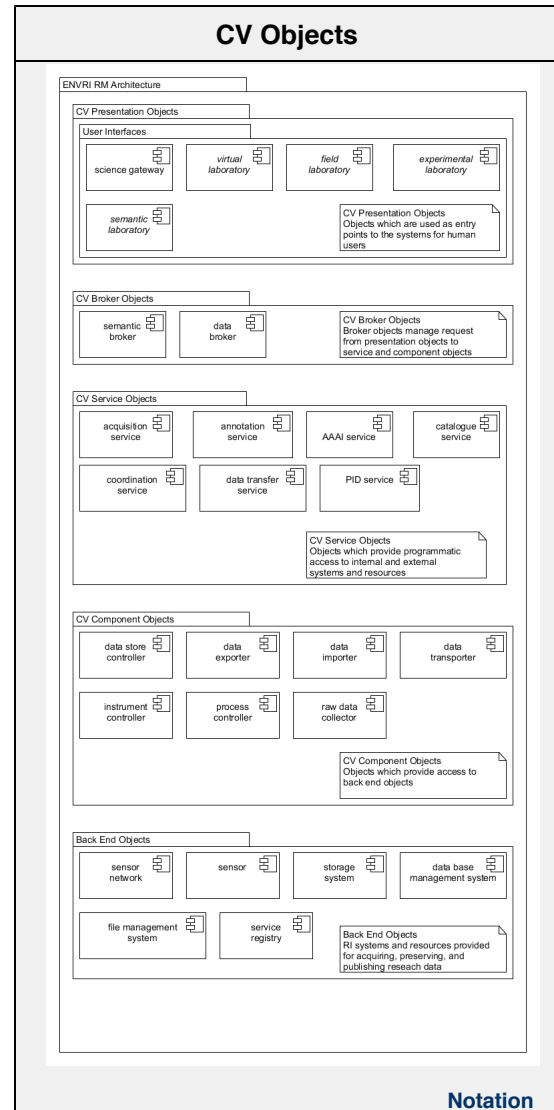 CV Objects
ENVRI RM Architecture
CV Presentation Objects
User Interfaces
science gateway
virtual
laboratory
field
laboratory
experimental
laboratory
semantic
laboratory
CV Presentation Objects
Objects which are used as entry
points to the systems for human
users
CV Broker Objects
semantic
broker
data
broker
CV Broker Objects
Broker objects manage request
from presentation objects to
service and component objects
CV Service Objects
acquisition
service
annotation
service
AAAI service
catalogue
service
coordination
service
data transfer
service
PID service
CV Service Objects
Objects which provide programmatic
access to internal and external
systems and resources
CV Component Objects
data store
controller
data
exporter
data
importer
data
transporter
instrument
controller
process
controller
raw data
collector
CV Component Objects
Objects which provide access to
back end objects
Back End Objects
sensor
network
sensor
storage
system
data base
management system
file management
system
service
registry
Back End Objects
RI systems and resources provided
for acquiring, preserving, and
publishing reseach data
Notation